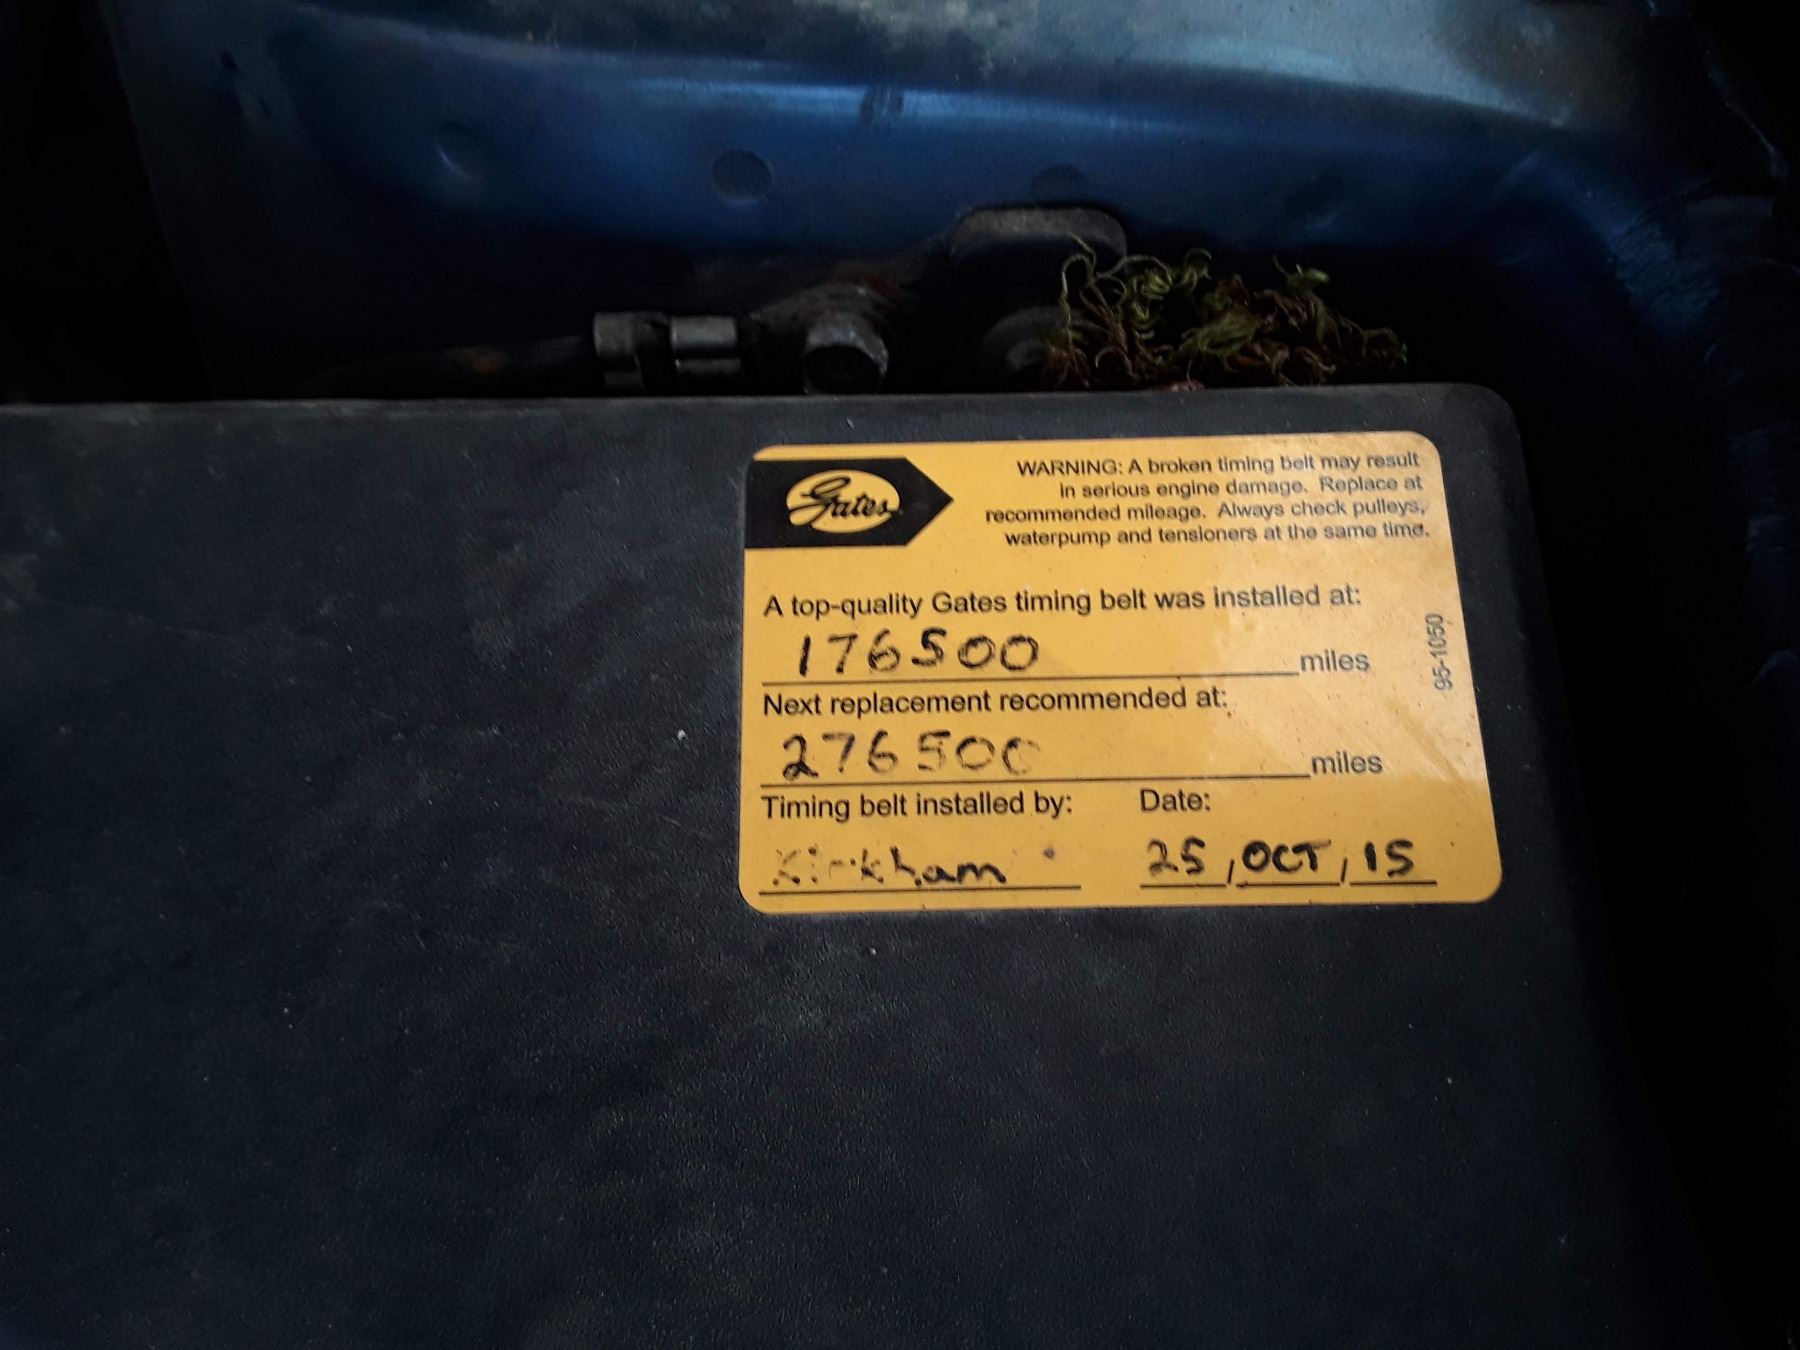 Gates
WARNING: A broken timing belt may result
in serious engine damage. Replace at
recommended mileage. Always check pulleys,
waterpump and tensioners at the same time.
A top-quality Gates timing belt was installed at:
176500 miles
Next replacement recommended at:
276500 miles
Timing belt installed by: Date:
Kirkham 25, OCT, 15
95-1050